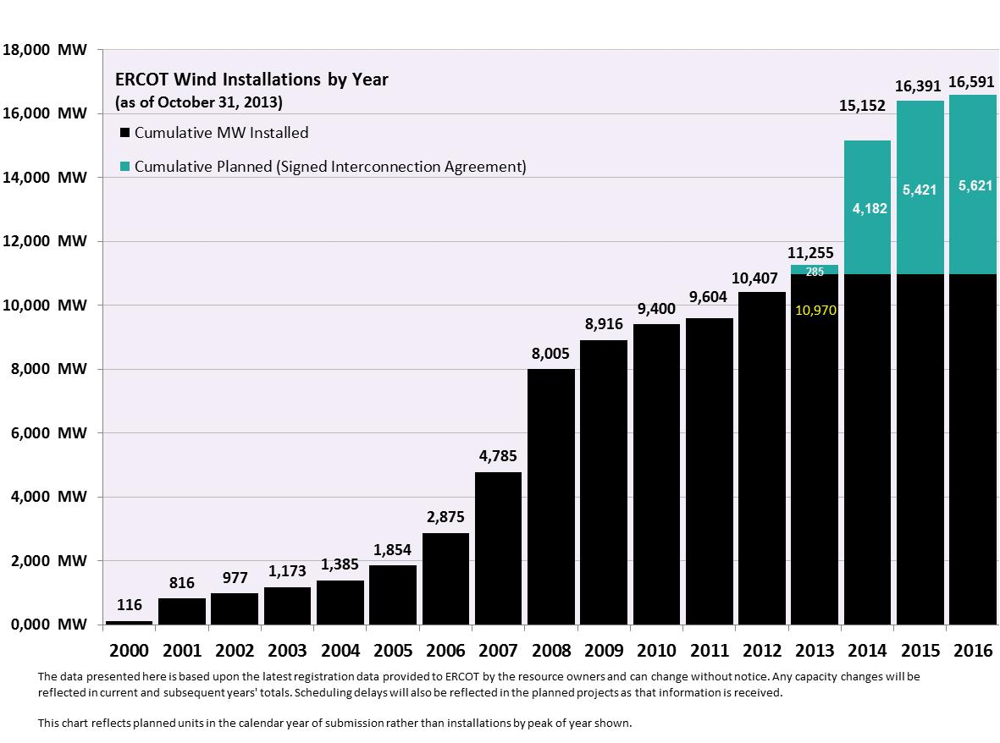 18,000 MW
16,000 MW
14,000 MW
12,000 MW
10,000 MW
8,000 MW
6,000 MW
4,000 MW
2,000 MW
0,000 MW
ERCOT Wind Installations by Year
(as of October 31, 2013)
Cumulative MW Installed
Cumulative Planned (Signed Interconnection Agreement)
116
816
977
1,173
1,385
1,854
2,875
4,785
8,005
8,916
9,400
9,604
10,407
11,255
285
10,970
15,152
4,182
16,391
5,421
16,591
5,621
2000 2001 2002 2003 2004 2005 2006 2007 2008 2009 2010 2011 2012 2013 2014 2015 2016
The data presented here is based upon the latest registration data provided to ERCOT by the resource owners and can change without notice. Any capacity changes will be
reflected in current and subsequent years' totals. Scheduling delays will also be reflected in the planned projects as that information is received.
This chart reflects planned units in the calendar year of submission rather than installations by peak of year shown.